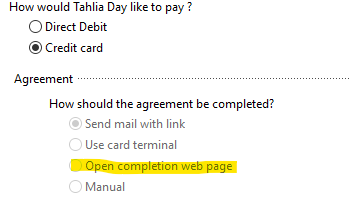 How would Tahlia Day like to pay ?
Direct Debit
Credit card
Agreement
How should the agreement be completed?
Send mail with link
Use card terminal
Open completion web page
Manual